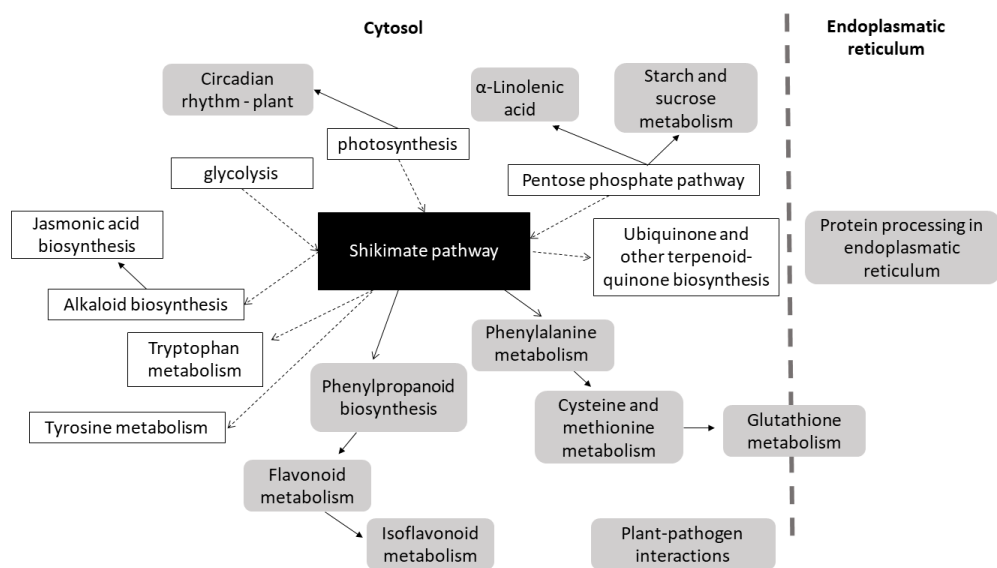 Cytosol
Endoplasmatic
reticulum
Circadian
rhythm - plant
α-Linolenic
acid
Starch and
sucrose
metabolism
photosynthesis
glycolysis
Pentose phosphate pathway
Jasmonic acid
biosynthesis
Shikimate pathway
Ubiquinone and
other terpenoid-
quinone biosynthesis
Protein processing in
endoplasmatic
reticulum
Alkaloid biosynthesis
Tryptophan
metabolism
Phenylalanine
metabolism
Phenylpropanoid
biosynthesis
Tyrosine metabolism
Cysteine and
methionine
metabolism
Glutathione
metabolism
Flavonoid
metabolism
Isoflavonoid
metabolism
Plant-pathogen
interactions